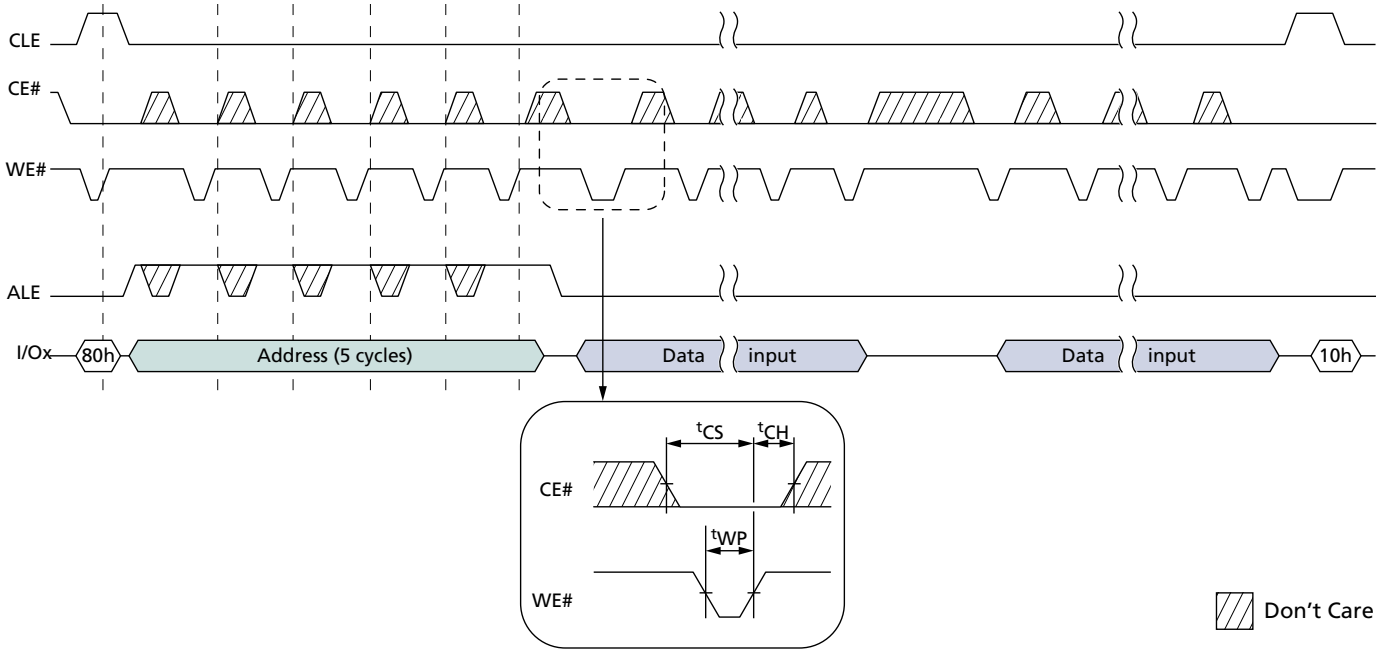 CLE
CE#
WE#
ALE
I/Ox 80h Address (5 cycles) Data input Data input 10h
tCS tCH
CE#
tWP
WE#
Don't Care